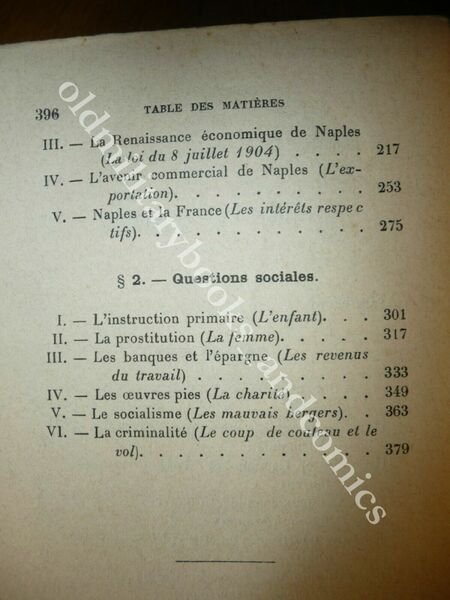 396 TABLE DES MATIÈRES
III. — La Renaissance économique de Naples
(La loi du 8 juillet 1904) . . . . 217
IV. — L'avenir commercial de Naples (L'ex-
portation). . . . . . . . . . 253
V. — Naples et la France (Les intérêts respec
tifs). . . . . . . . . . . . 275
§ 2. — Questions sociales.
I. — L'instruction primaire (L'enfant). . . 301
II. — La prostitution (La femme) . . . . 317
III. — Les banques et l'épargne (Les revenus
du travail) . . . . . . . . . 333
IV. — Les œuvres pies (La charité) . . . . 349
V. — Le socialisme (Les mauvais bergers). . 363
VI. — La criminalité (Le coup de couteau et le
vol). . . . . . . . . . . . 379
oldmilitarybooks andcomics